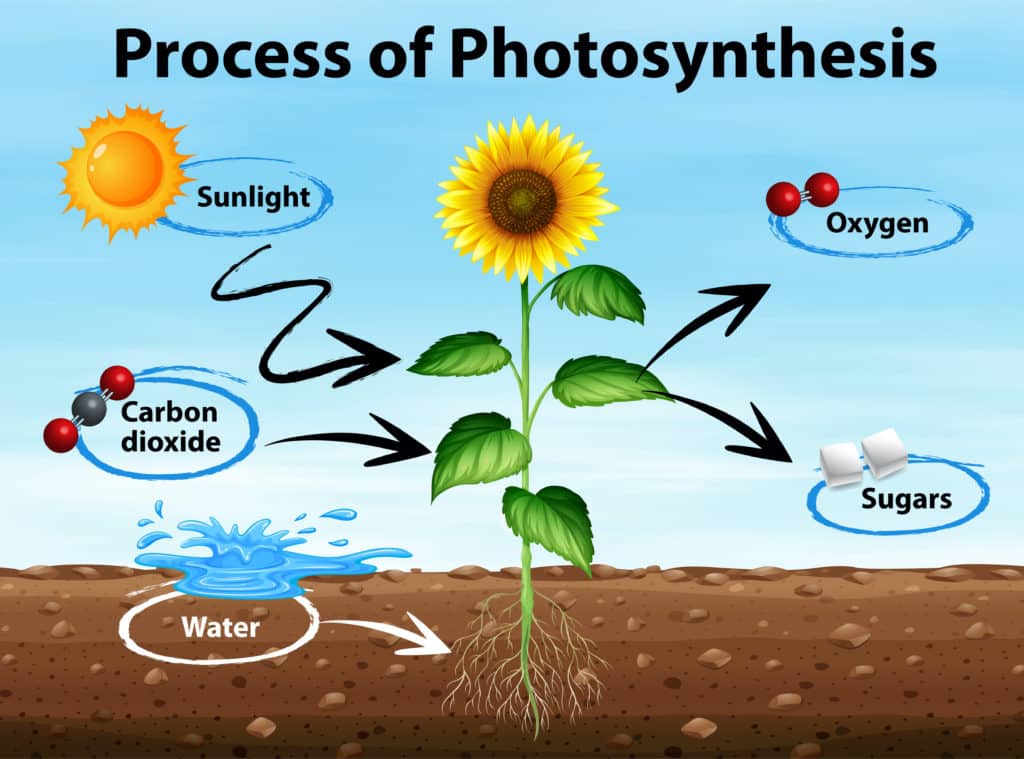 Process of Photosynthesis
Sunlight
Oxygen
Carbon
dioxide
Sugars
Water